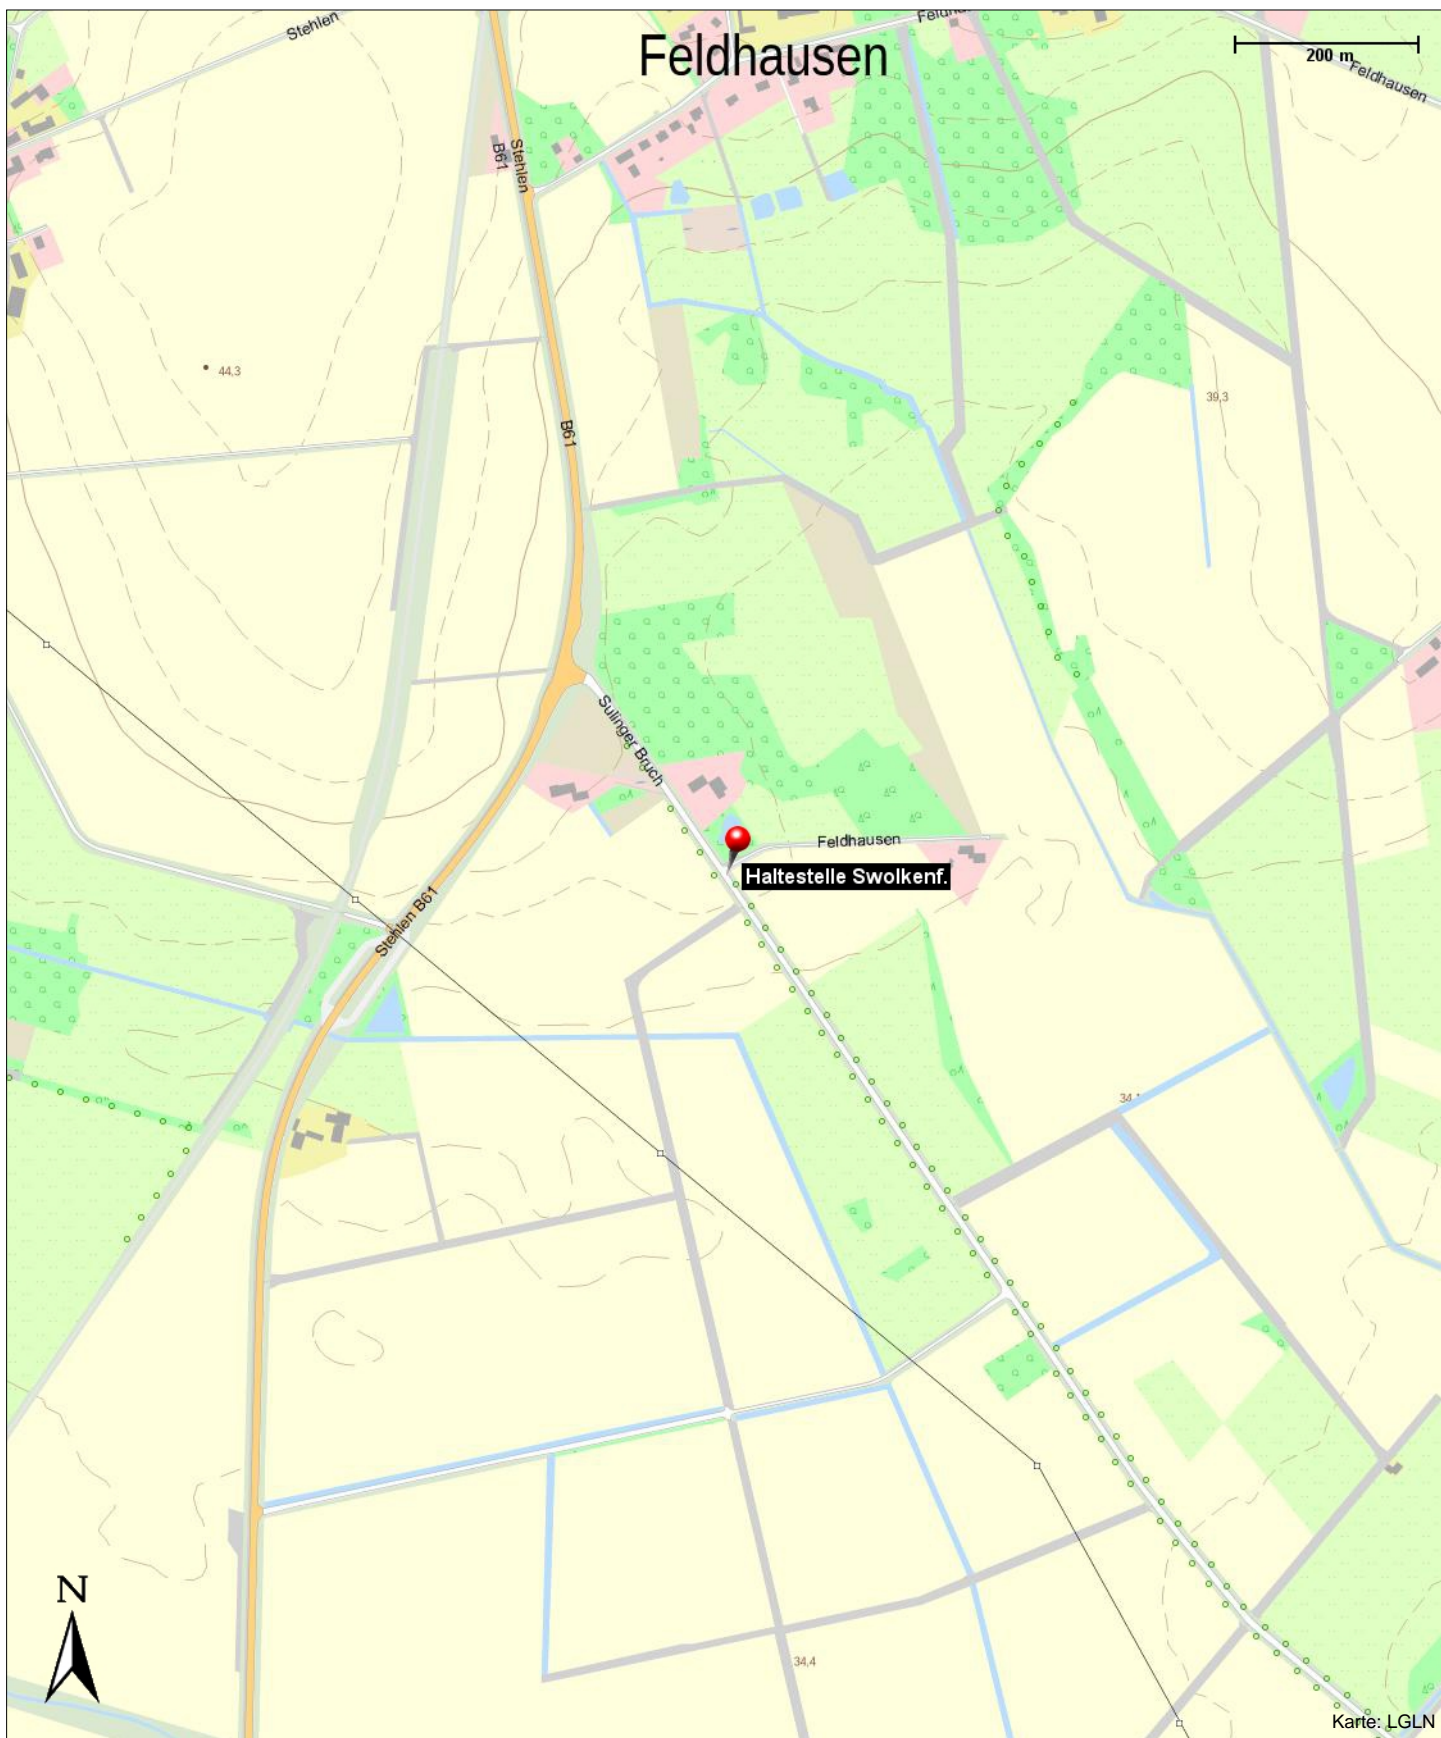 Stehlen
Feldhausen
200 m
Feldhausen
Stehlen
B61
44,3
39,3
B61
Sulinger Bruch
Feldhausen
Haltestelle Swolkenf.
Stehlen B61
34,4
N
Karte: LGLN